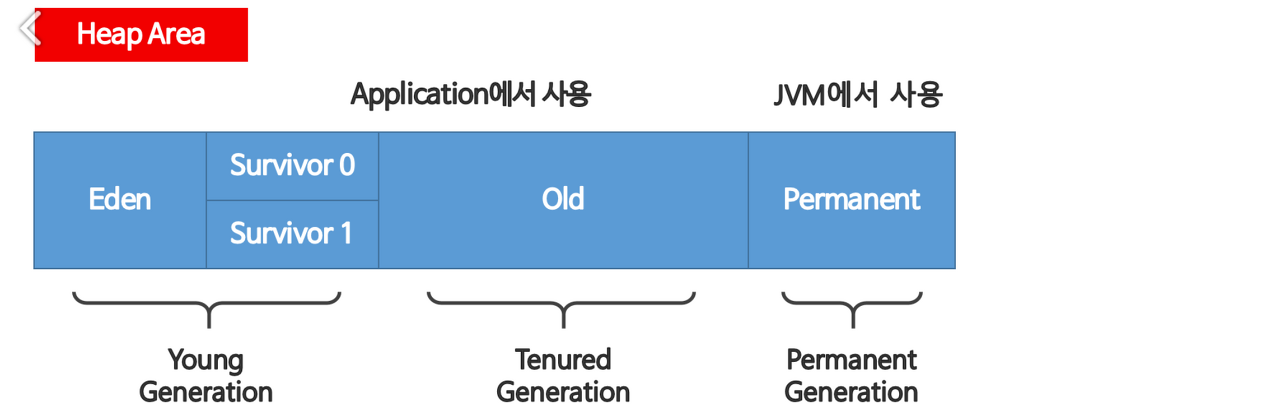 Heap Area
Application에서 사용
JVM에서 사용
Eden
Survivor 0
Survivor 1
Old
Permanent
Young
Generation
Tenured
Generation
Permanent
Generation